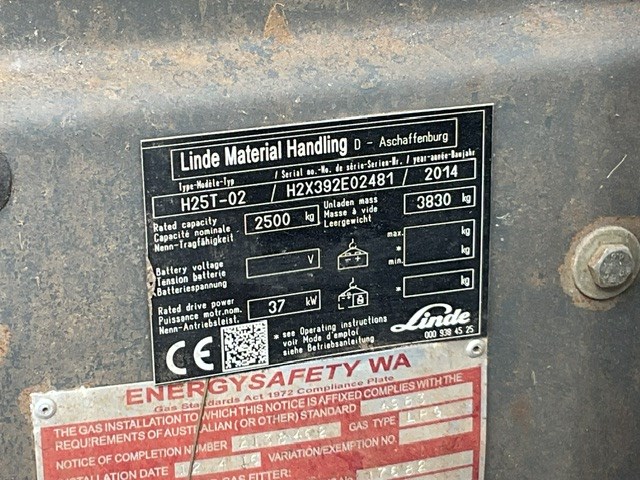 Linde Material Handling D - Aschaffenburg
Type-Modèle-Typ / Serial no.-No. de série-Serien-Nr. / year-année-Baujahr
H25T-02 / H2X392E02481 / 2014
Rated capacity
Capacité nominale
Nenn-Tragfähigkeit
2500 kg
Unladen mass
Masse à vide
Leergewicht
3830 kg
Battery voltage
Tension batterie
Batteriespannung
V
max.
*
min.
kg
*
kg
Rated drive power
Puissance motr.nom.
Nenn-Antriebsleist.
37 kW
= kg
CE
* see Operating instructions
voir Mode d'emploi
siehe Betriebsanleitung
Linde
000 938 45 25
ENERGYSAFETY WA
Gas Standards Act 1972 Compliance Plate
THE GAS INSTALLATION TO WHICH THIS NOTICE IS AFFIXED COMPLIES WITH THE
REQUIREMENTS OF AUSTRALIAN (OR OTHER) STANDARD
NOTICE OF COMPLETION NUMBER GAS TYPE LPG
INSTALLATION DATE VARIATION/EXEMPTION NO.
GAS FITTER: